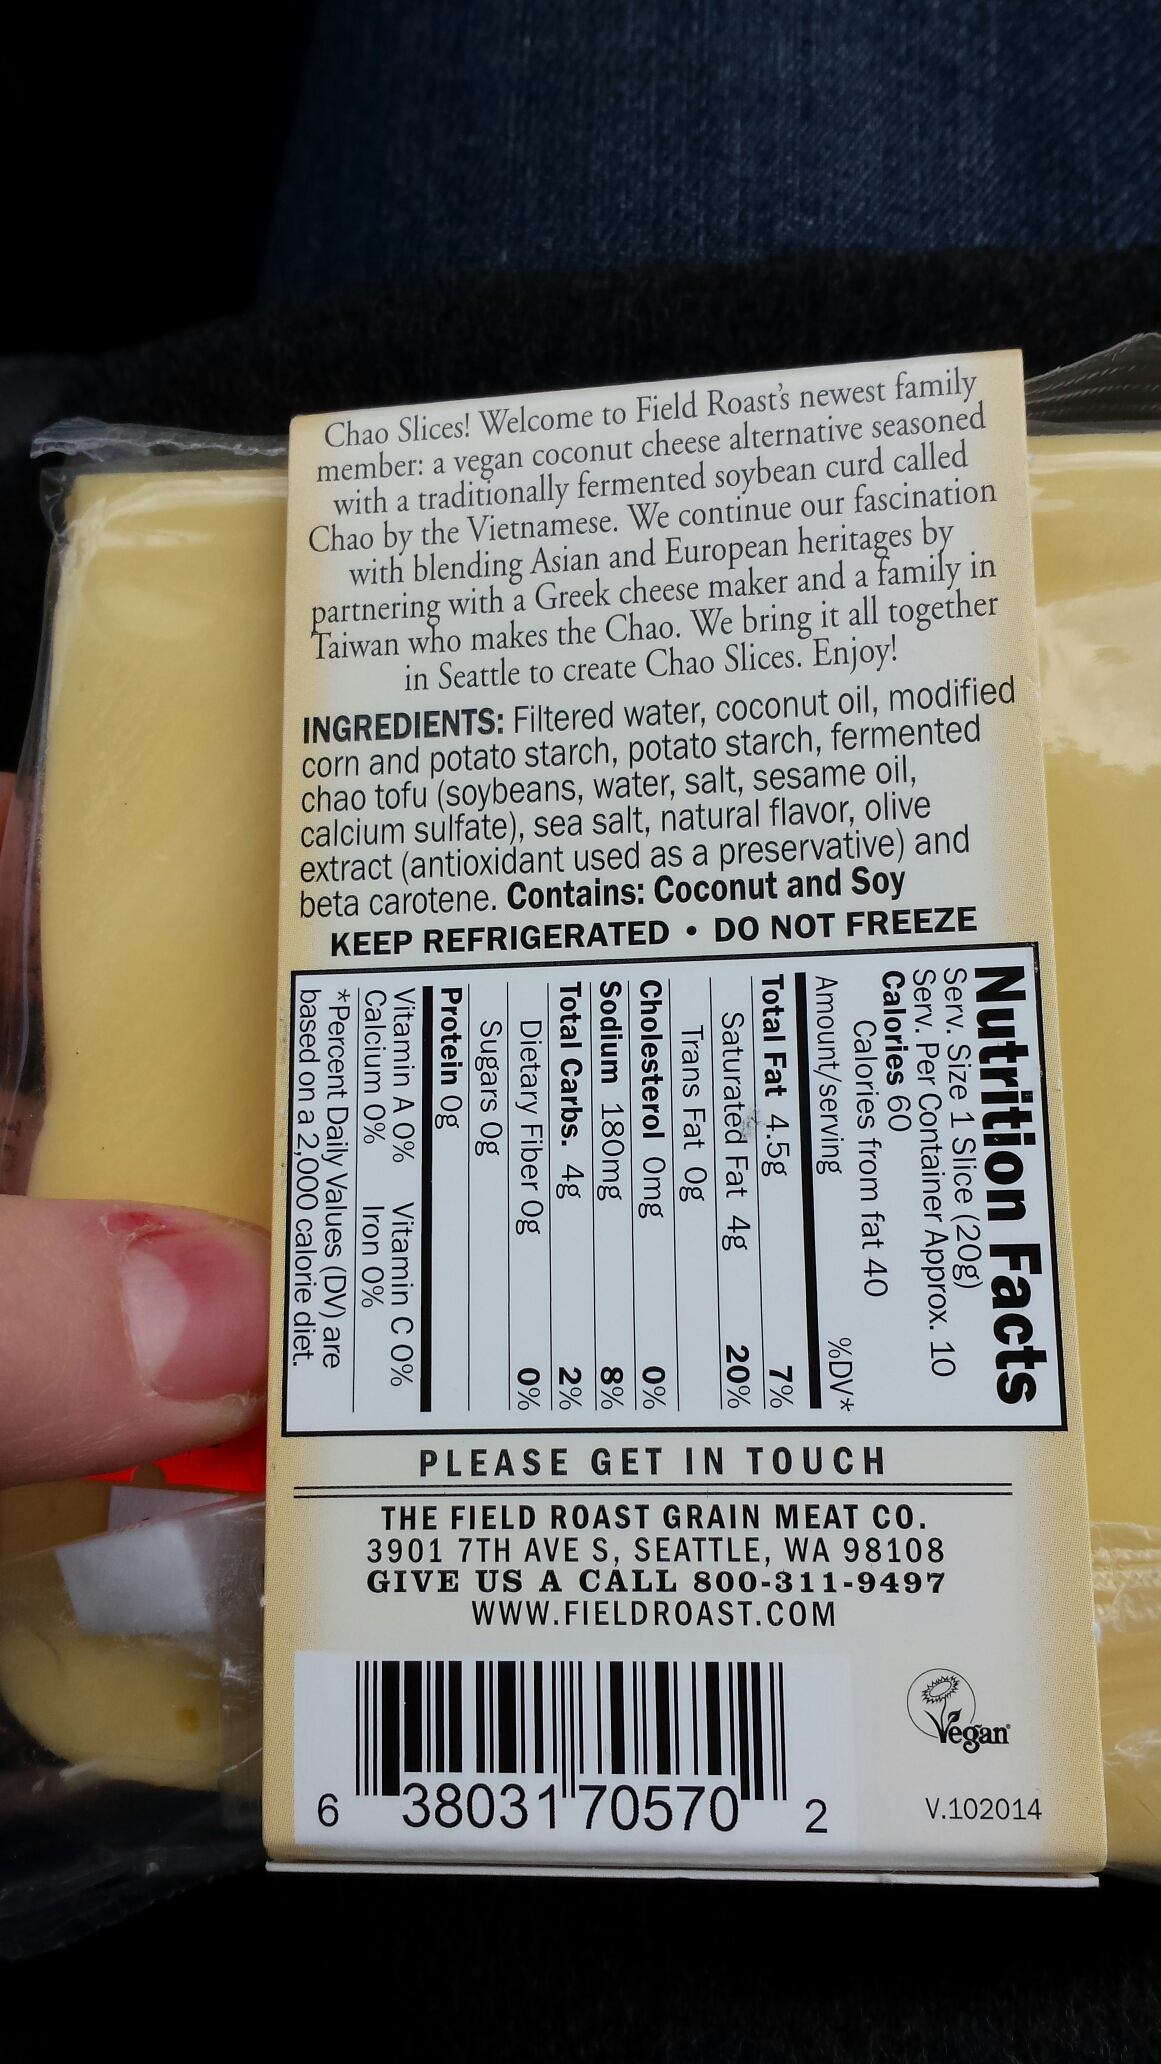 Chao Slices! Welcome to Field Roast's newest family
member: a vegan coconut cheese alternative seasoned
with a traditionally fermented soybean curd called
Chao by the Vietnamese. We continue our fascination
with blending Asian and European heritages by
partnering with a Greek cheese maker and a family in
Taiwan who makes the Chao. We bring it all together
in Seattle to create Chao Slices. Enjoy!
INGREDIENTS: Filtered water, coconut oil, modified
corn and potato starch, potato starch, fermented
chao tofu (soybeans, water, salt, sesame oil,
calcium sulfate), sea salt, natural flavor, olive
extract (antioxidant used as a preservative) and
beta carotene. Contains: Coconut and Soy
KEEP REFRIGERATED • DO NOT FREEZE
Nutrition Facts
Serv. Size 1 Slice (20g)
Serv. Per Container Approx. 10
Calories 60
Calories from fat 40
Amount/serving %DV*
Total Fat 4.5g 7%
Saturated Fat 4g 20%
Trans Fat 0g
Cholesterol 0mg 0%
Sodium 180mg 8%
Total Carbs. 4g 2%
Dietary Fiber 0g 0%
Sugars 0g
Protein 0g
Vitamin A 0% Vitamin C 0%
Calcium 0% Iron 0%
*Percent Daily Values (DV) are
based on a 2,000 calorie diet.
PLEASE GET IN TOUCH
THE FIELD ROAST GRAIN MEAT CO.
3901 7TH AVE S, SEATTLE, WA 98108
GIVE US A CALL 800-311-9497
WWW.FIELDROAST.COM
Vegan
6 38031 70570 2
V.102014